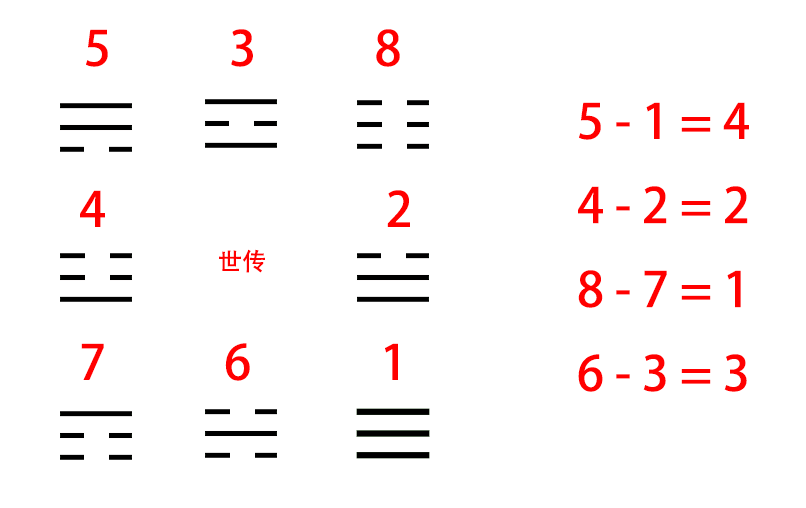 5 3 8
5 - 1 = 4
4 2
4 - 2 = 2
世传
8 - 7 = 1
7 6 1
6 - 3 = 3